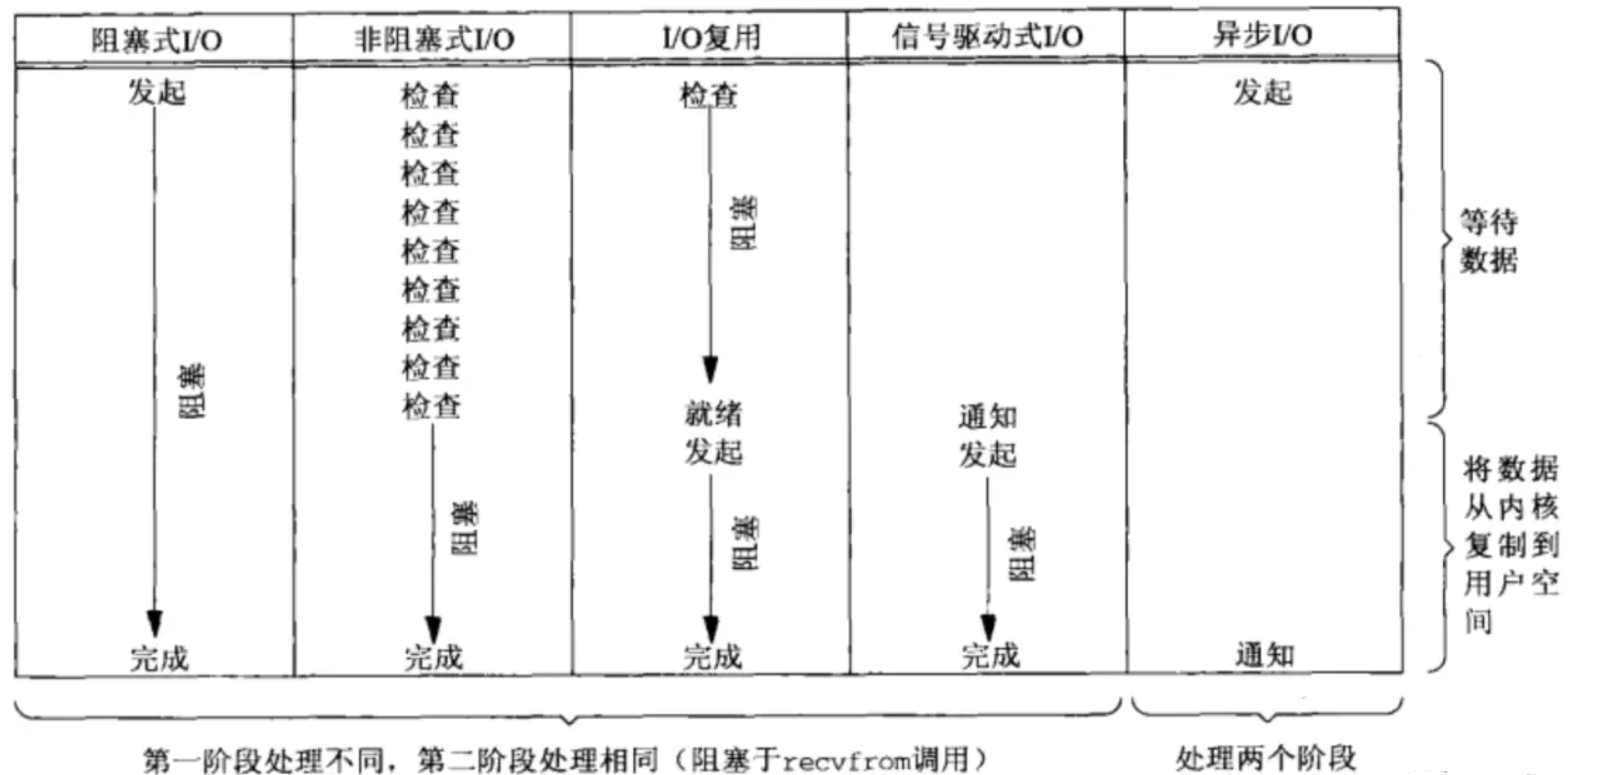 阻塞式I/O 非阻塞式I/O I/O复用 信号驱动式I/O 异步I/O
发起 检查 检查 发起
检查
检查
检查
检查
检查
检查
检查
检查
阻塞
阻塞
就绪 通知
发起 发起
阻塞
阻塞
阻塞
完成 完成 完成 完成 通知
等待
数据
将数据
从内核
复制到
用户空
间
第一阶段处理不同，第二阶段处理相同（阻塞于recvfrom调用）
处理两个阶段